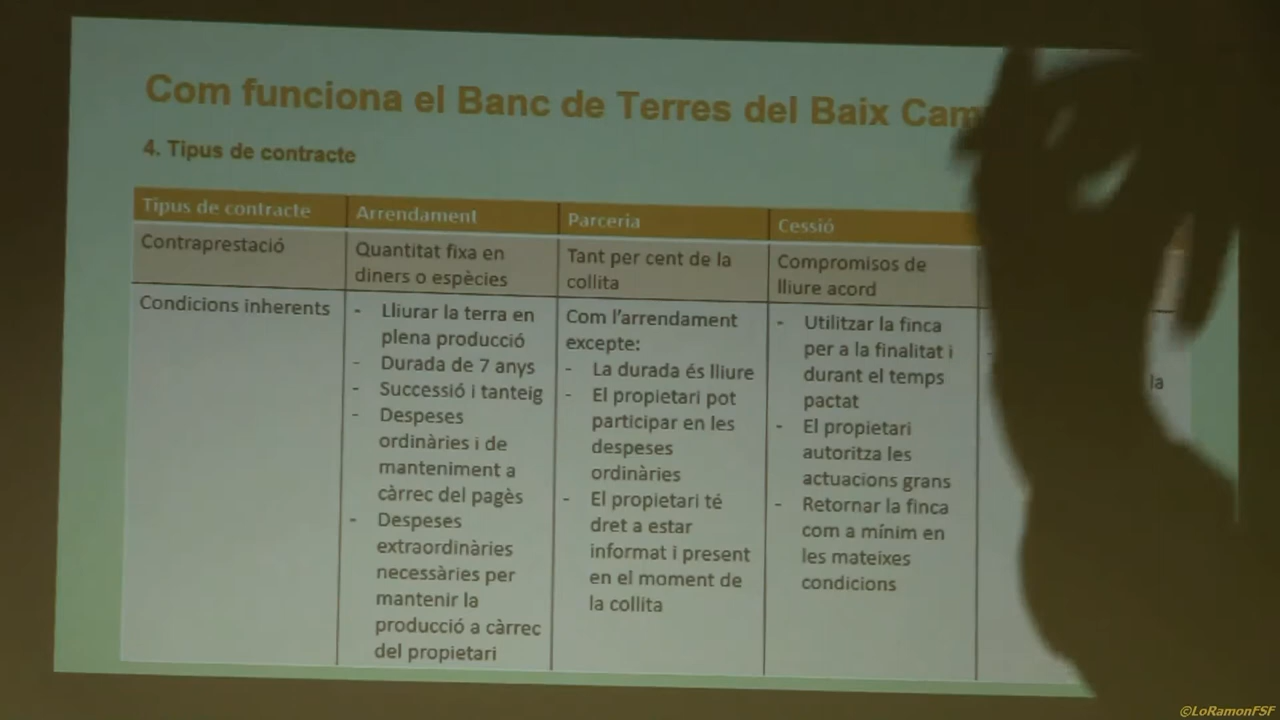 Com funciona el Banc de Terres del Baix
4. Tipus de contracte
Tipus de contracte
Arrendament
Parceria
Cessió
Contraprestació
Quantitat fixa en
diners o espècies
Tant per cent de la
collita
Compromisos de
lliure acord
Condicions inherents
- Lliurar la terra en
plena producció
- Durada de 7 anys
- Successió i tanteig
- Despeses
ordinàries i de
manteniment a
càrrec del pagès
- Despeses
extraordinàries
necessàries per
mantenir la
producció a càrrec
del propietari
Com l'arrendament
excepte:
- La durada és lliure
- El propietari pot
participar en les
despeses
ordinàries
- El propietari té
dret a estar
informat i present
en el moment de
la collita
- Utilitzar la finca
per a la finalitat i
durant el temps
pactat
- El propietari
autoritza les
actuacions grans
- Retornar la finca
com a mínim en
les mateixes
condicions
la
©LoRamonFSF